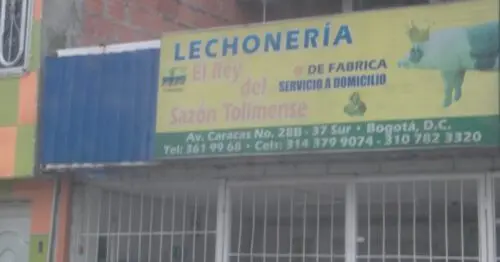 LECHONERÍA
El Rey
del
Sazón Tolimense
DE FABRICA
SERVICIO A DOMICILIO
Av. Caracas No. 28B - 37 Sur • Bogotá, D.C.
Tel: 361 99 68 • Cels: 314 379 9074 - 310 782 3320